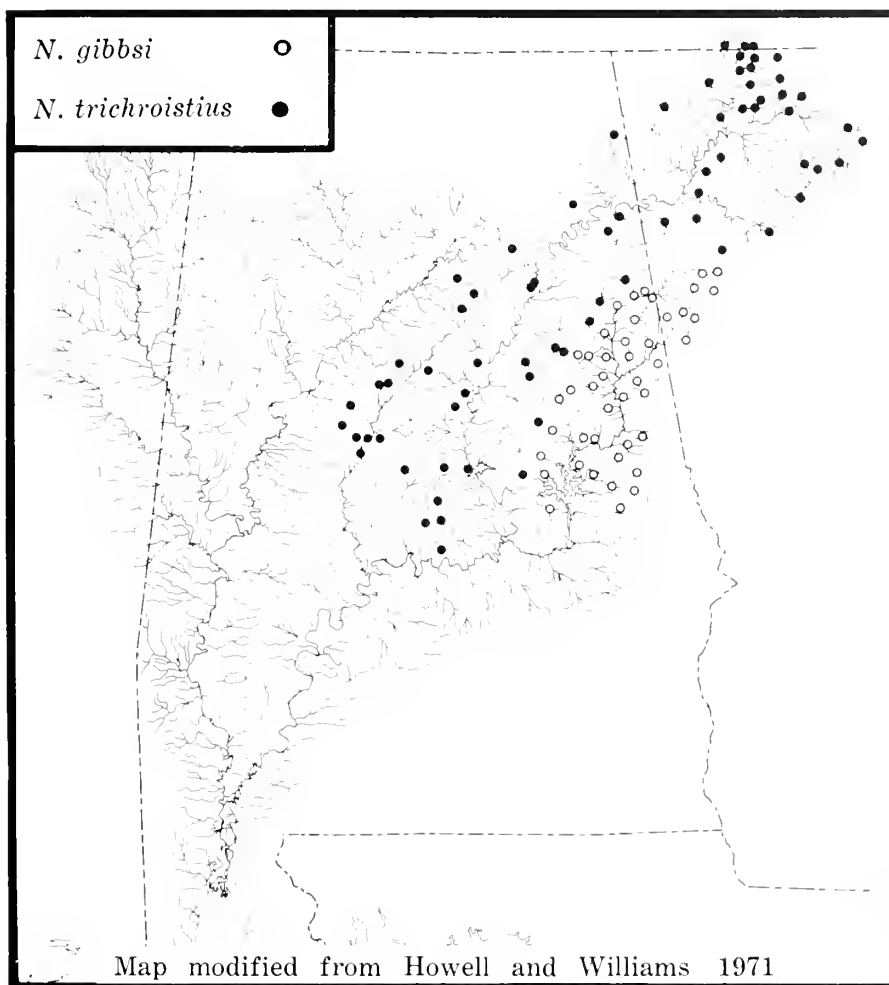 N. gibbsi
N. trichroistius
Map modified from Howell and Williams 1971